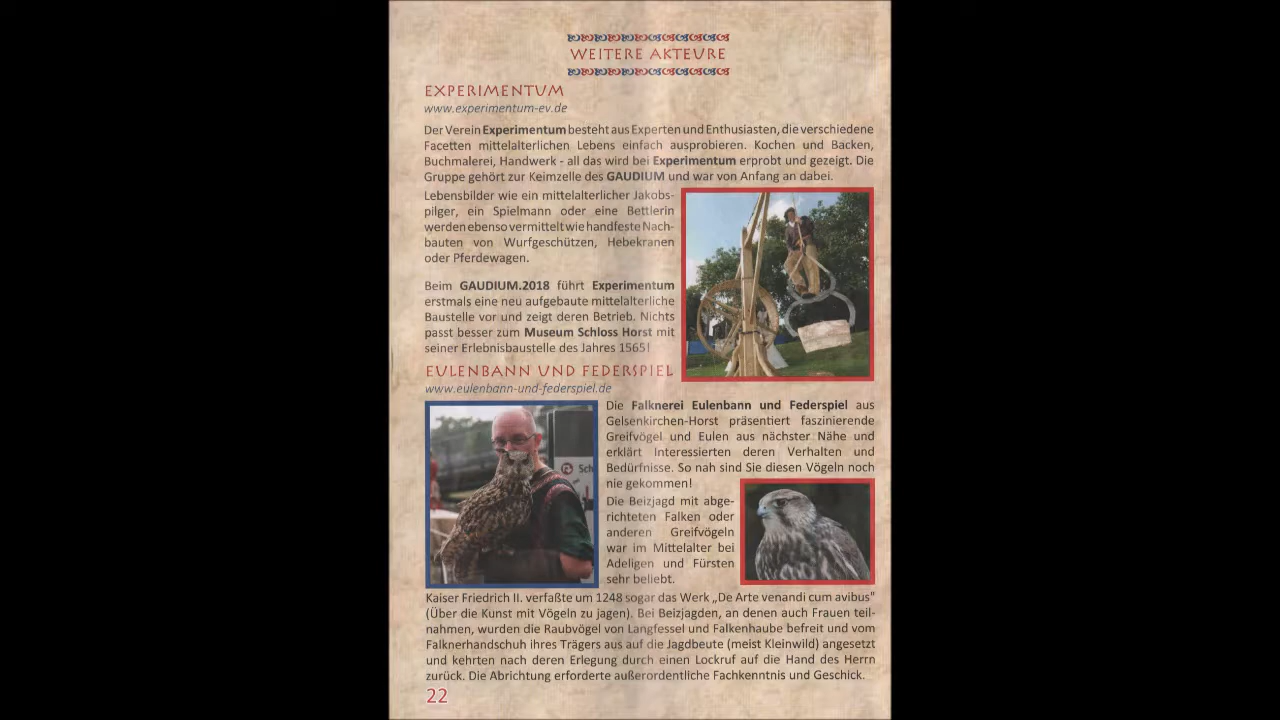 WEITERE AKTEURE
EXPERIMENTUM
www.experimentum-ev.de
Der Verein Experimentum besteht aus Experten und Enthusiasten, die verschiedene
Facetten mittelalterlichen Lebens einfach ausprobieren. Kochen und Backen,
Buchmalerei, Handwerk - all das wird bei Experimentum erprobt und gezeigt. Die
Gruppe gehört zur Keimzelle des GAUDIUM und war von Anfang an dabei.
Lebensbilder wie ein mittelalterlicher Jakobs-
pilger, ein Spielmann oder eine Bettlerin
werden ebenso vermittelt wie handfeste Nach-
bauten von Wurfgeschützen, Hebekranen
oder Pferdewagen.
Beim GAUDIUM.2018 führt Experimentum
erstmals eine neu aufgebaute mittelalterliche
Baustelle vor und zeigt deren Betrieb. Nichts
passt besser zum Museum Schloss Horst mit
seiner Erlebnisbaustelle des Jahres 1565!
EULENBANN UND FEDERSPIEL
www.eulenbann-und-federspiel.de
Die Falknerei Eulenbann und Federspiel aus
Gelsenkirchen-Horst präsentiert faszinierende
Greifvögel und Eulen aus nächster Nähe und
erklärt Interessierten deren Verhalten und
Bedürfnisse. So nah sind Sie diesen Vögeln noch
nie gekommen!
Sch
Die Beizjagd mit abge-
richteten Falken oder
anderen Greifvögeln
war im Mittelalter bei
Adeligen und Fürsten
sehr beliebt.
Kaiser Friedrich II. verfaßte um 1248 sogar das Werk „De Arte venandi cum avibus"
(Über die Kunst mit Vögeln zu jagen). Bei Beizjagden, an denen auch Frauen teil-
nahmen, wurden die Raubvögel von Langfessel und Falkenhaube befreit und vom
Falknerhandschuh ihres Trägers aus auf die Jagdbeute (meist Kleinwild) angesetzt
und kehrten nach deren Erlegung durch einen Lockruf auf die Hand des Herrn
zurück. Die Abrichtung erforderte außerordentliche Fachkenntnis und Geschick.
22